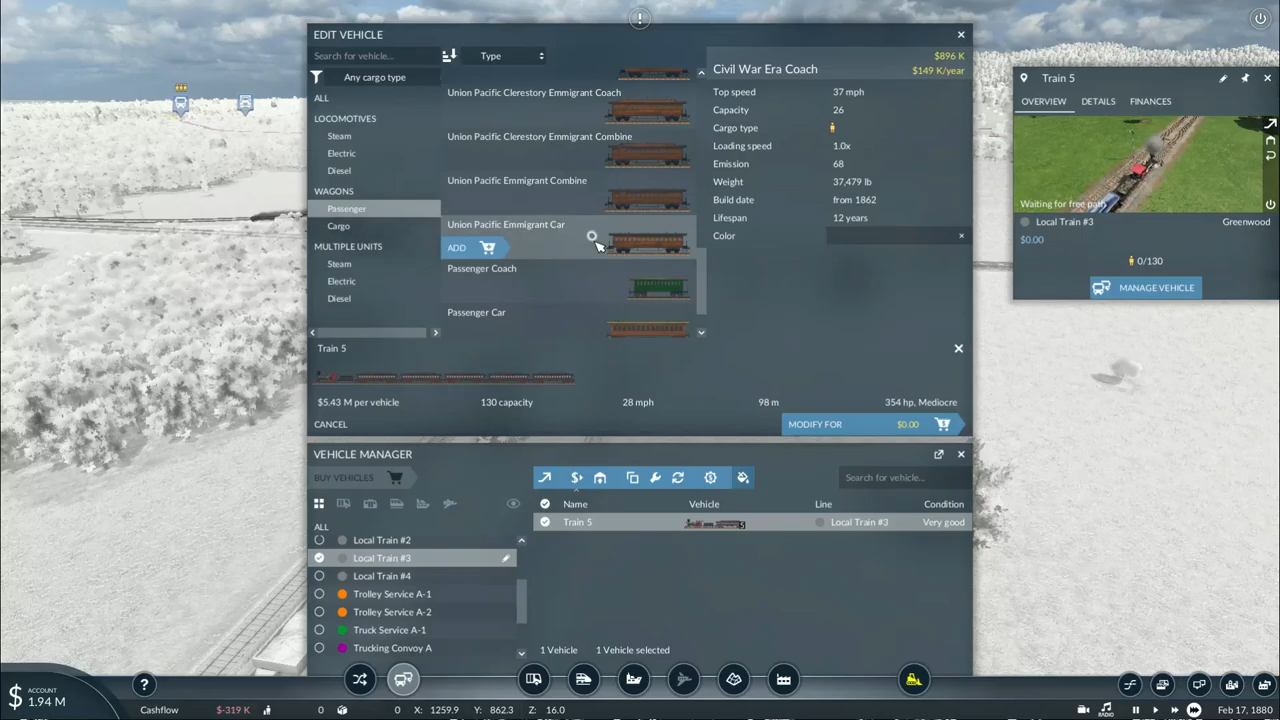 EDIT VEHICLE
Search for vehicle...
Type
Any cargo type
ALL
LOCOMOTIVES
Steam
Electric
Diesel
WAGONS
Passenger
Cargo
MULTIPLE UNITS
Steam
Electric
Diesel
Union Pacific Clerestory Emmigrant Coach
Union Pacific Clerestory Emmigrant Combine
Union Pacific Emmigrant Combine
Union Pacific Emmigrant Car
ADD
Passenger Coach
Passenger Car
$896 K
Civil War Era Coach
$149 K/year
Top speed 37 mph
Capacity 26
Cargo type
Loading speed 1.0x
Emission 68
Weight 37,479 lb
Build date from 1862
Lifespan 12 years
Color
Train 5
$5.43 M per vehicle 130 capacity 28 mph 98 m 354 hp, Mediocre
CANCEL
MODIFY FOR $0.00
Train 5
OVERVIEW DETAILS FINANCES
Waiting for free path
Local Train #3 Greenwood
$0.00
0/130
MANAGE VEHICLE
VEHICLE MANAGER
BUY VEHICLES
Search for vehicle...
Name Vehicle Line Condition
Train 5 Local Train #3 Very good
ALL
Local Train #2
Local Train #3
Local Train #4
Trolley Service A-1
Trolley Service A-2
Truck Service A-1
Trucking Convoy A
1 Vehicle 1 Vehicle selected
$ ACCOUNT
1.94 M
?
Cashflow $-319 K 0 0 X: 1259.9 Y: 862.3 Z: 16.0
RADIO
Feb 17, 1880